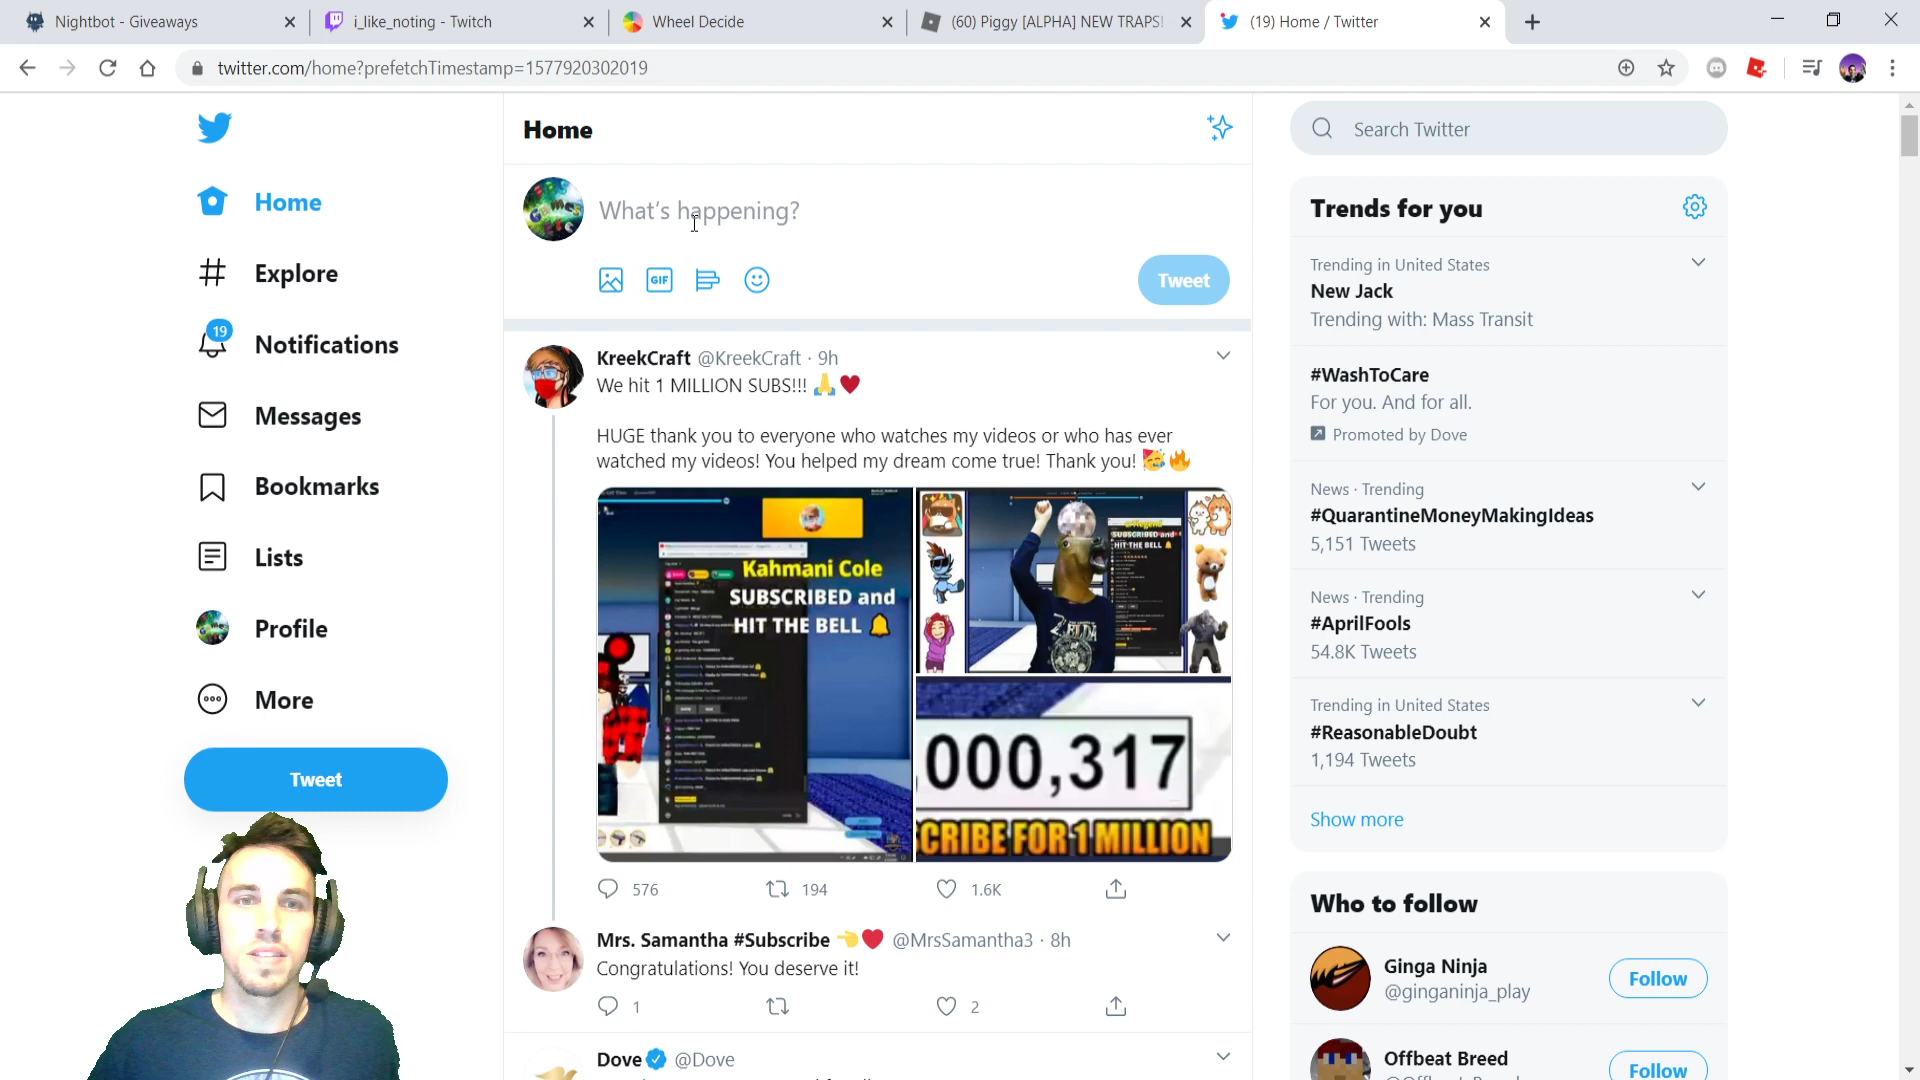 Nightbot - Giveaways
i_like_noting - Twitch
Wheel Decide
(60) Piggy [ALPHA] NEW TRAPS!
(19) Home / Twitter
twitter.com/home?prefetchTimestamp=1577920302019
Home
Explore
19
Notifications
Messages
Bookmarks
Lists
Profile
More
Tweet
Home
What's happening?
GIF
Tweet
KreekCraft @KreekCraft · 9h
We hit 1 MILLION SUBS!!! 🙏❤️
HUGE thank you to everyone who watches my videos or who has ever
watched my videos! You helped my dream come true! Thank you! 🥳🔥
Kahmani Cole
SUBSCRIBED and
HIT THE BELL 🔔
SUBSCRIBED and
HIT THE BELL
,000,317
CRIBE FOR 1 MILLION
576 194 1.6K
Mrs. Samantha #Subscribe 👈❤️ @MrsSamantha3 · 8h
Congratulations! You deserve it!
1 2
Dove @Dove
Search Twitter
Trends for you
Trending in United States
New Jack
Trending with: Mass Transit
#WashToCare
For you. And for all.
Promoted by Dove
News · Trending
#QuarantineMoneyMakingIdeas
5,151 Tweets
News · Trending
#AprilFools
54.8K Tweets
Trending in United States
#ReasonableDoubt
1,194 Tweets
Show more
Who to follow
Ginga Ninja
@ginganinja_play
Follow
Offbeat Breed
Follow